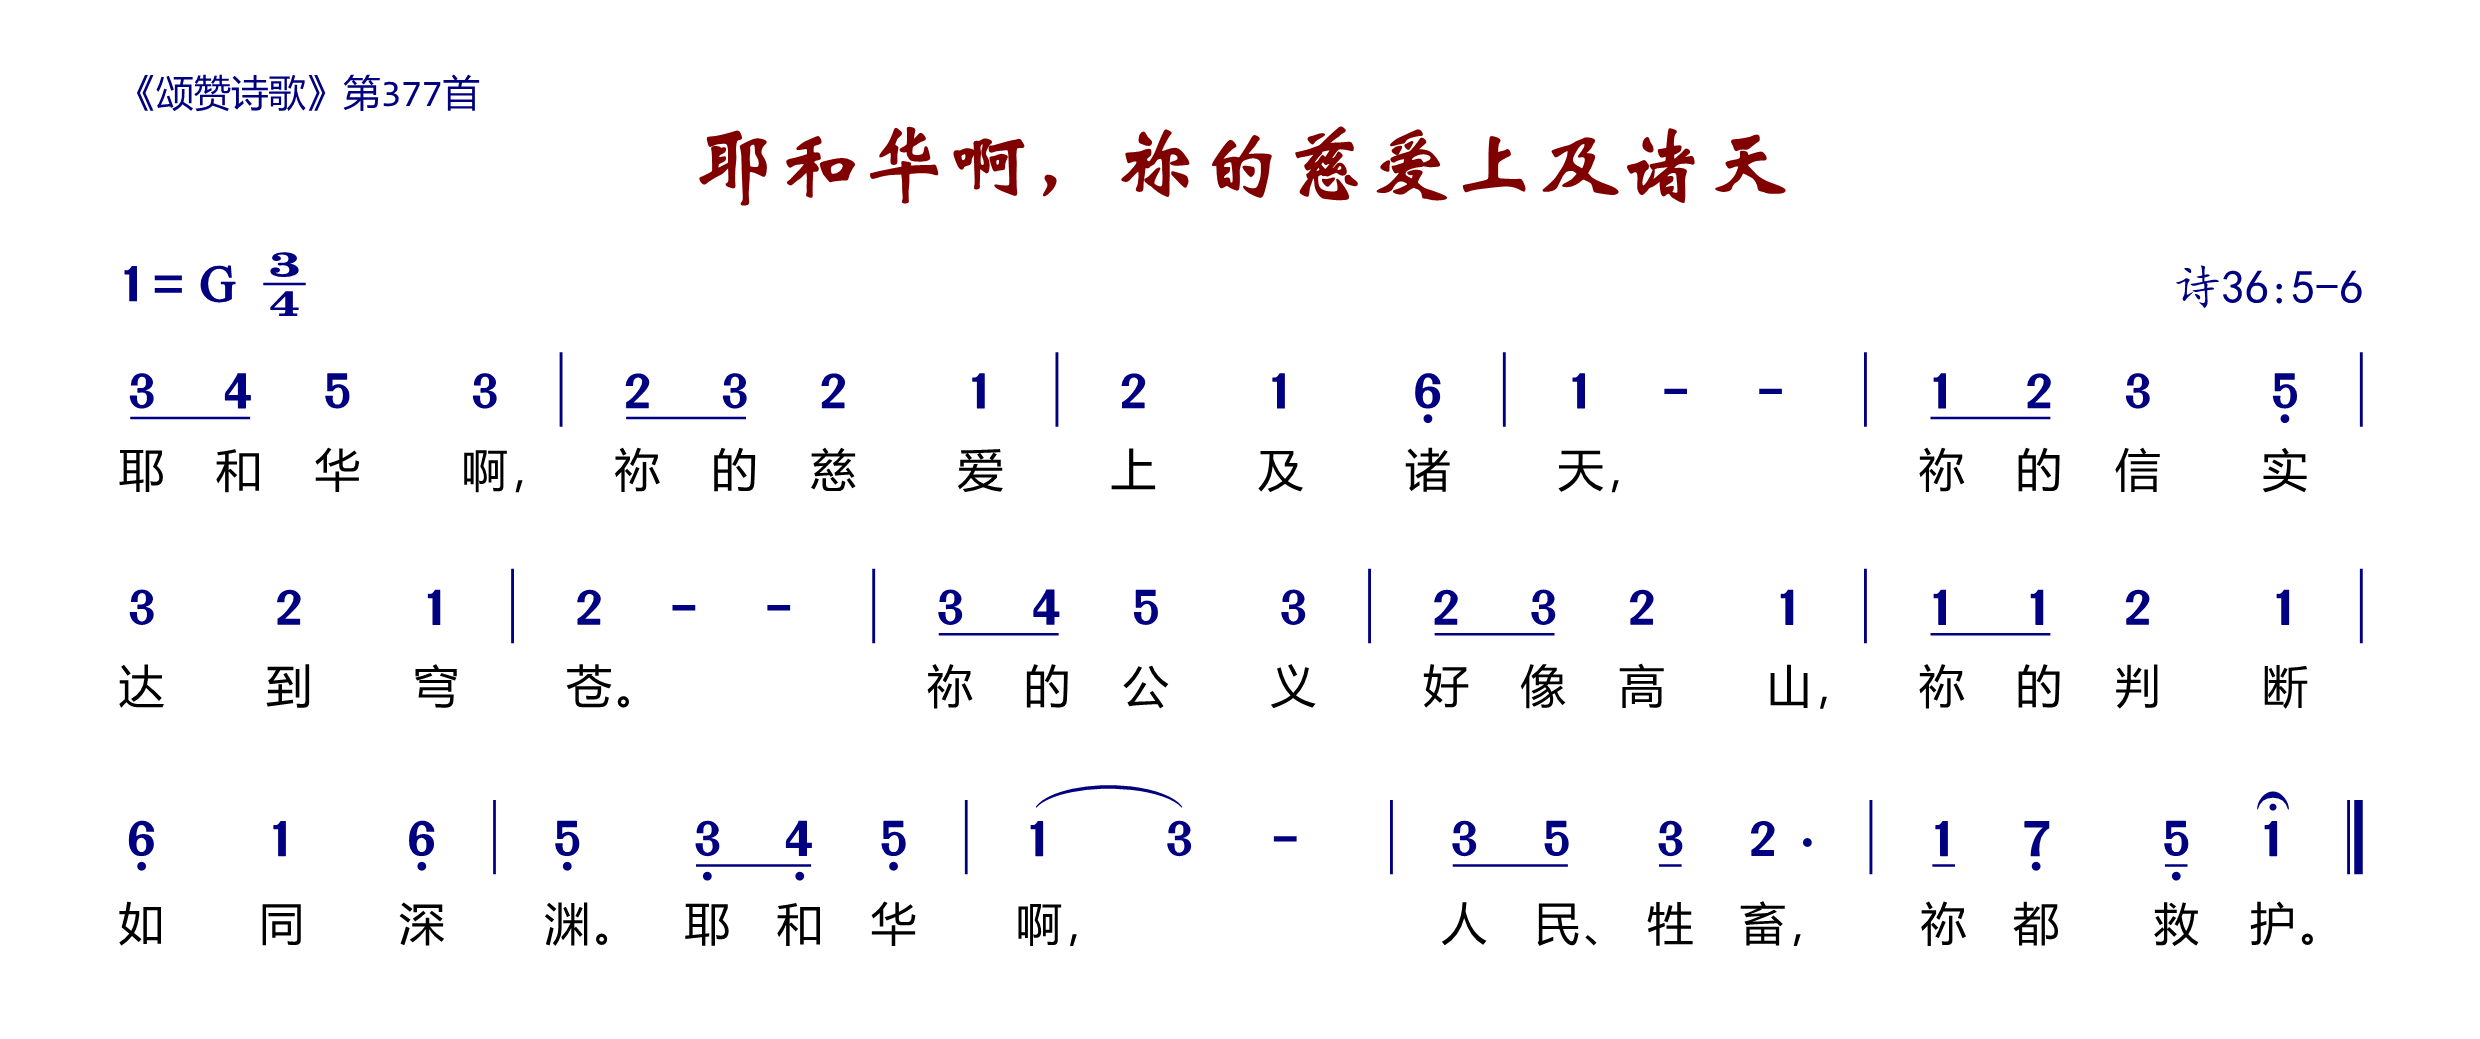 《颂赞诗歌》第377首
耶和华啊，祢的慈爱上及诸天
1=G 3/4 诗36:5-6
3 4 5 3 | 2 3 2 1 | 2 1 6 | 1 - - | 1 2 3 5 |
耶和华啊，祢的慈爱上及诸天，祢的信实
3 2 1 | 2 - - | 3 4 5 3 | 2 3 2 1 | 1 1 2 1 |
达到穹苍。祢的公义好像高山，祢的判断
6 1 6 | 5 3 4 5 | 1 3 - | 3 5 3 2 . | 1 7 5 1 ‖
如同深渊。耶和华啊，人民、牲畜，祢都救护。